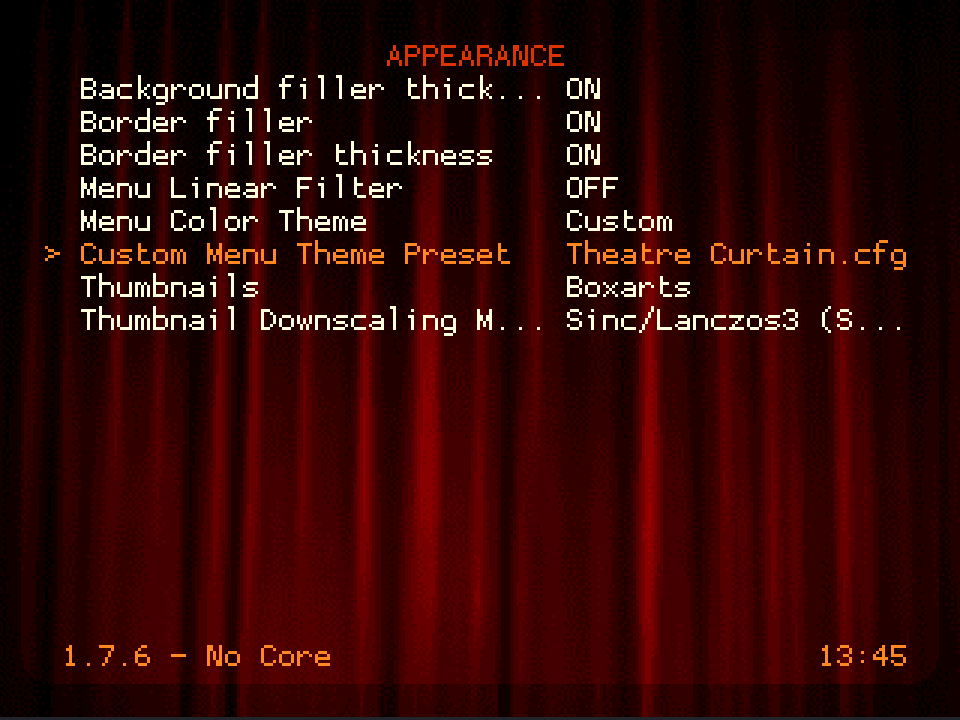 APPEARANCE
Background filler thick... ON
Border filler ON
Border filler thickness ON
Menu Linear Filter OFF
Menu Color Theme Custom
> Custom Menu Theme Preset Theatre Curtain.cfg
Thumbnails Boxarts
Thumbnail Downscaling M... Sinc/Lanczos3 (S...
1.7.6 - No Core 13:45